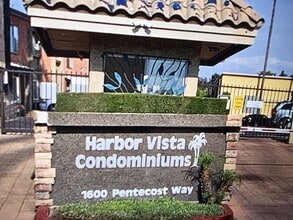 Harbor Vista
Condominiums
1600 Pentecost Way